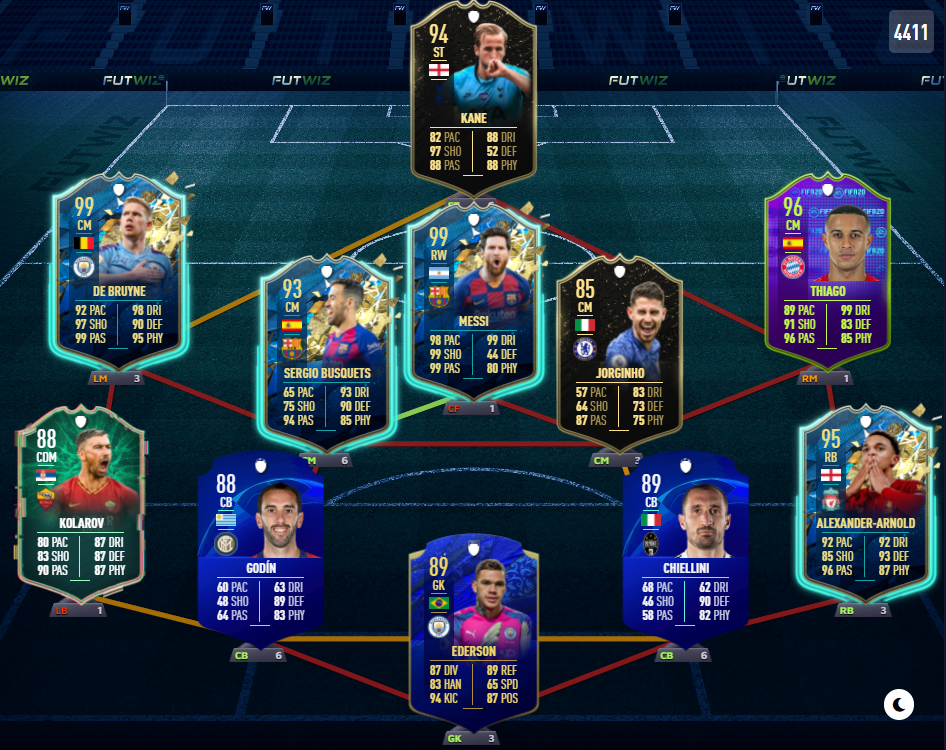 4411
WIZ
FUTWIZ
FUTWIZ
FUTWIZ
FUTWIZ
FU
94
ST
KANE
82 PAC 88 DRI
97 SHO 52 DEF
88 PAS 88 PHY
99
CM
DE BRUYNE
92 PAC 98 DRI
97 SHO 90 DEF
99 PAS 95 PHY
LM 3
99
RW
MESSI
98 PAC 99 DRI
99 SHO 44 DEF
99 PAS 80 PHY
CF 1
96
CM
FIFA20
THIAGO
89 PAC 99 DRI
91 SHO 83 DEF
96 PAS 85 PHY
RM 1
93
CM
SERGIO BUSQUETS
65 PAC 93 DRI
75 SHO 90 DEF
94 PAS 85 PHY
M 6
85
CM
JORGINHO
57 PAC 83 DRI
64 SHO 73 DEF
87 PAS 75 PHY
CM 3
88
CDM
KOLAROV
80 PAC 87 DRI
83 SHO 87 DEF
90 PAS 87 PHY
LB 1
88
CB
GODÍN
60 PAC 63 DRI
48 SHO 89 DEF
64 PAS 83 PHY
CB 6
89
CB
CHIELLINI
68 PAC 62 DRI
46 SHO 90 DEF
58 PAS 82 PHY
CB 6
95
RB
ALEXANDER-ARNOLD
92 PAC 92 DRI
85 SHO 93 DEF
96 PAS 87 PHY
RB 3
89
GK
EDERSON
87 DIV 89 REF
83 HAN 65 SPD
94 KIC 87 POS
GK 3